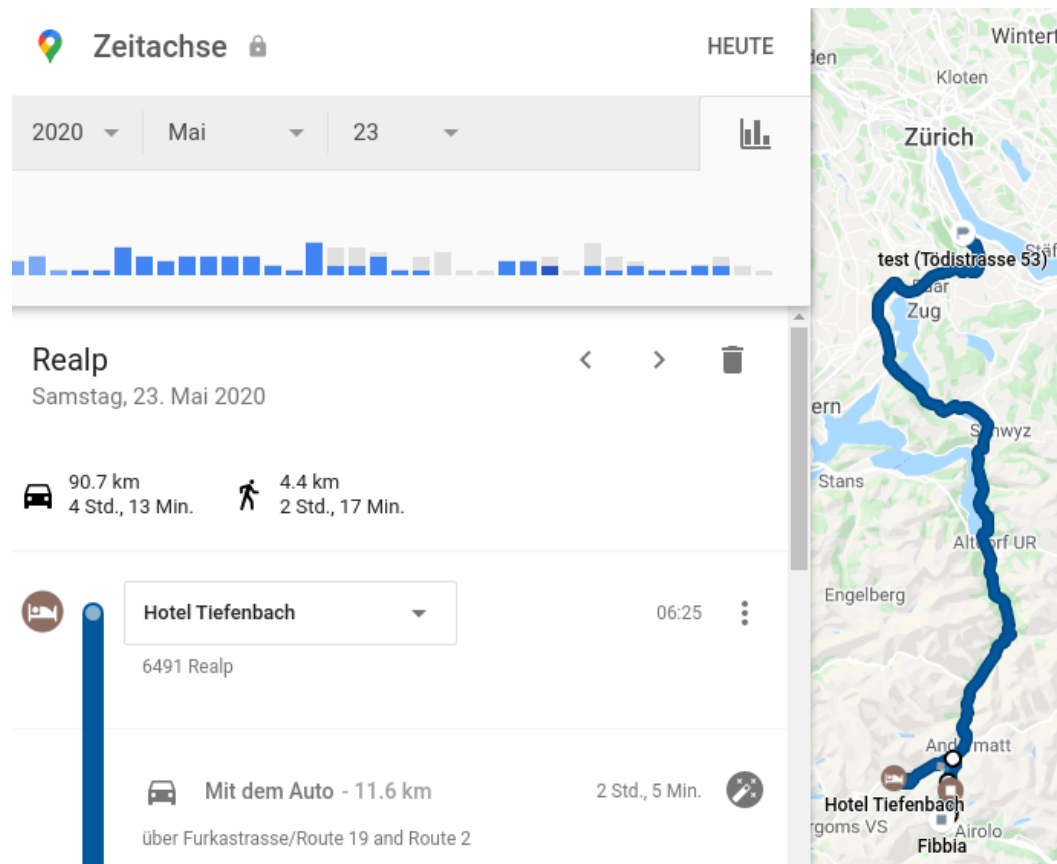 Zeitachse
HEUTE
2020
Mai
23
Realp
Samstag, 23. Mai 2020
90.7 km
4 Std., 13 Min.
4.4 km
2 Std., 17 Min.
Hotel Tiefenbach
06:25
6491 Realp
Mit dem Auto - 11.6 km
2 Std., 5 Min.
über Furkastrasse/Route 19 and Route 2
Wintert
den
Kloten
Zürich
test (Tödistrasse 53)
Stäf
Baar
Zug
ern
Schwyz
Stans
Altdorf UR
Engelberg
Andermatt
Hotel Tiefenbach
rgoms VS
Airolo
Fibbia